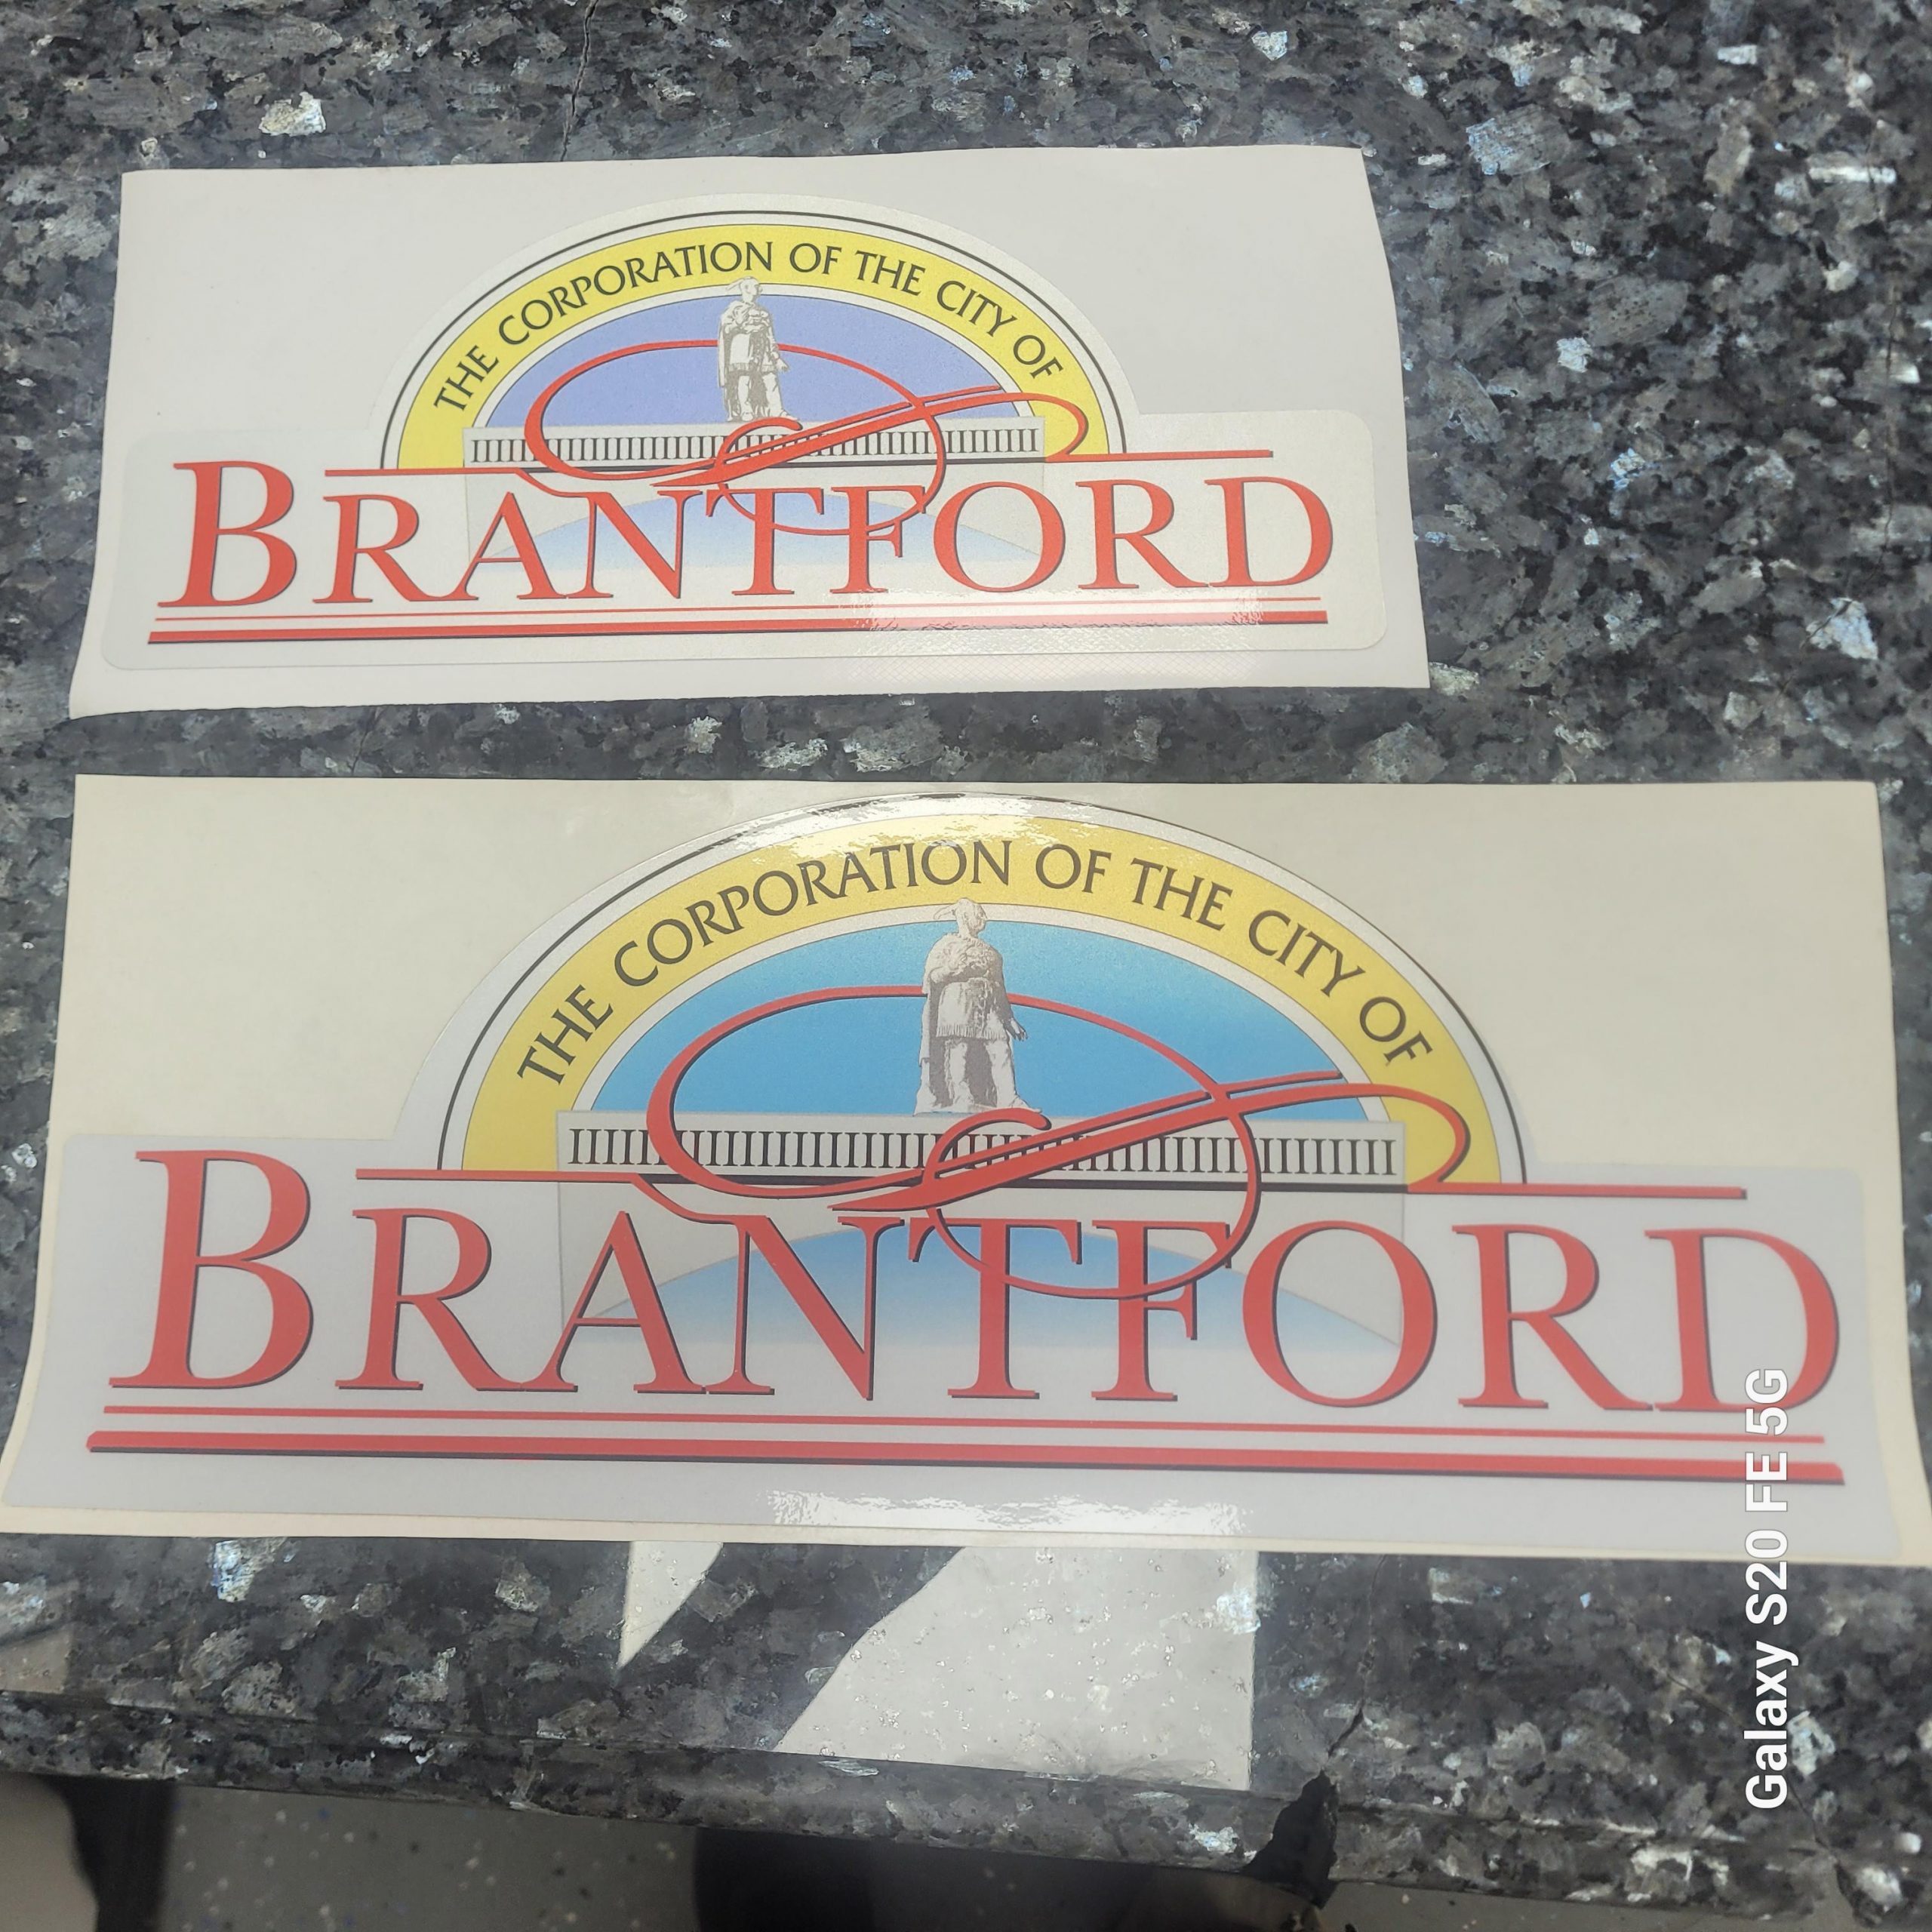 THE CORPORATION OF THE CITY OF
BRANTFORD
THE CORPORATION OF THE CITY OF
BRANTFORD
Galaxy S20 FE 5G